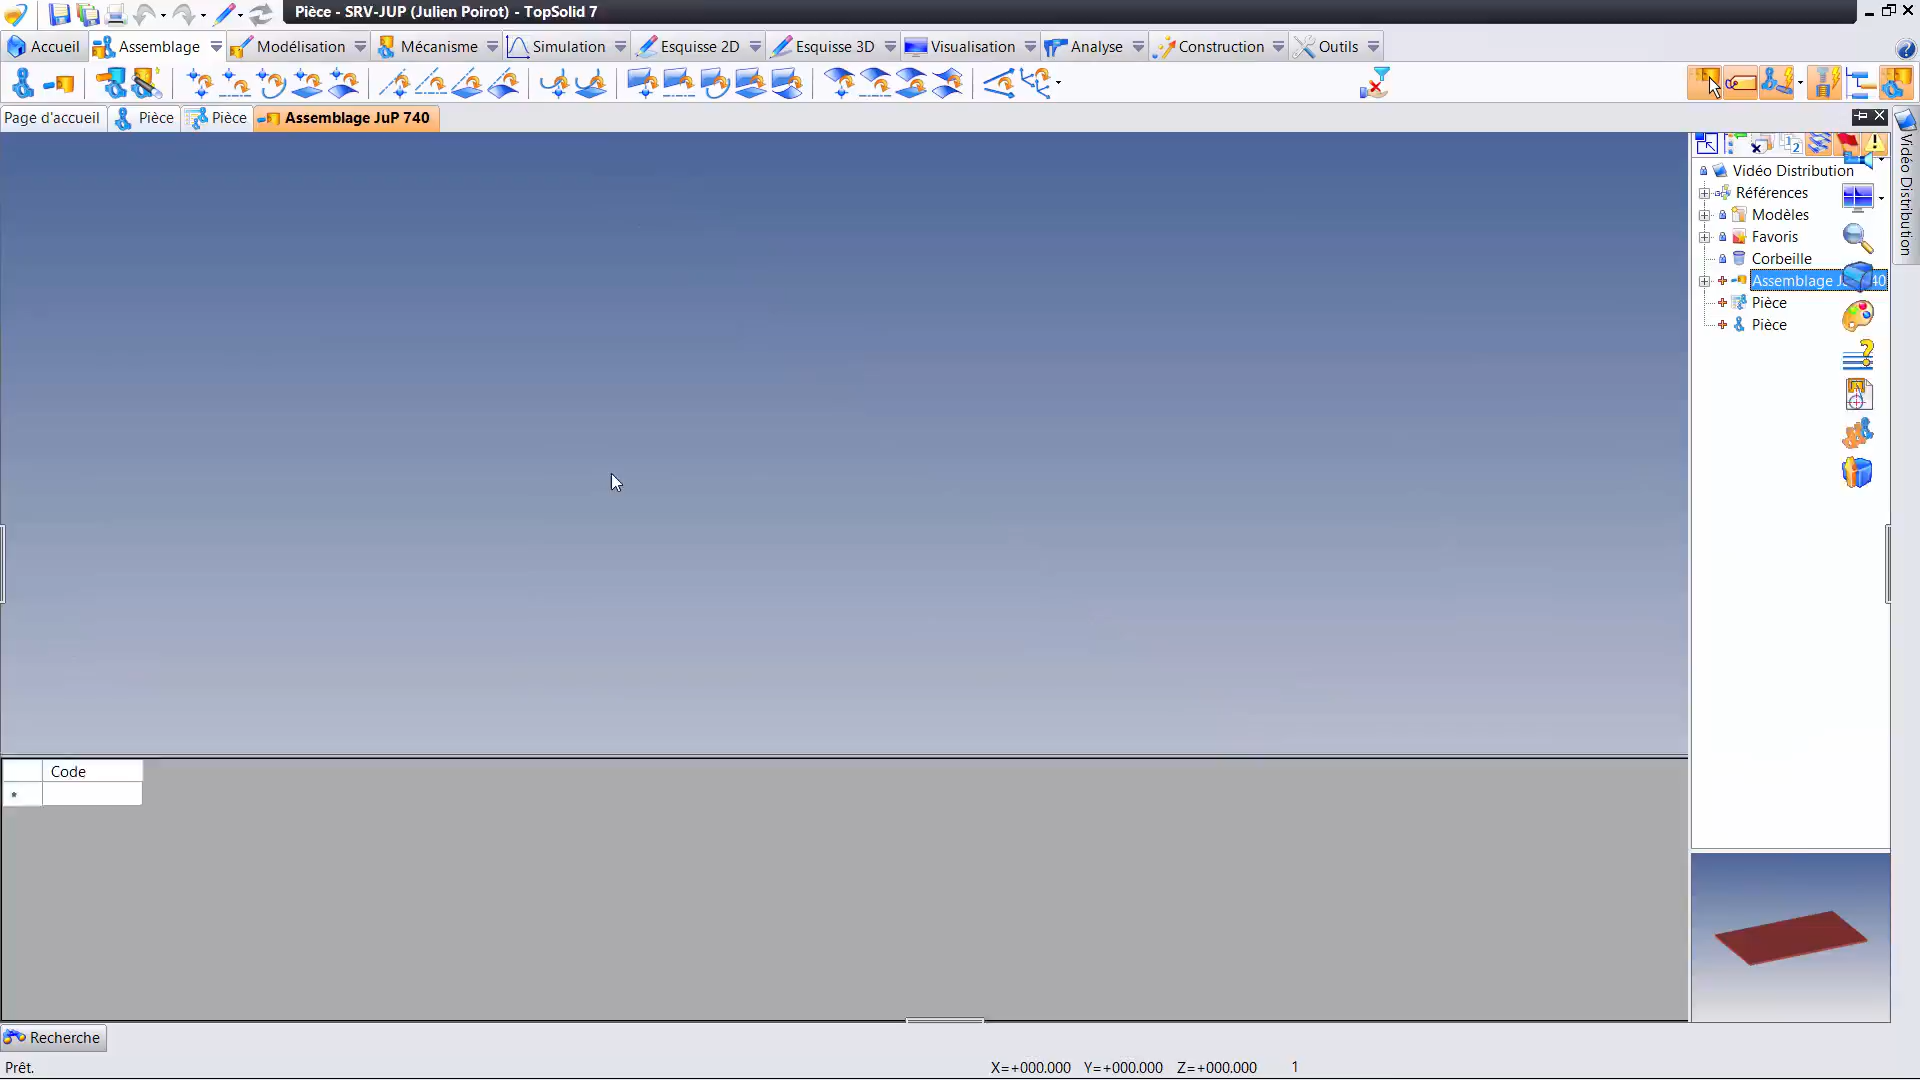 Pièce - SRV-JUP (Julien Poirot) - TopSolid 7
Accueil Assemblage Modélisation Mécanisme Simulation Esquisse 2D Esquisse 3D Visualisation Analyse Construction Outils
Page d'accueil Pièce Pièce Assemblage JuP 740
Vidéo Distribution
Références
Modèles
Favoris
Corbeille
Assemblage J 40
Pièce
Pièce
Vidéo Distribution
Code
*
Recherche
Prêt.
X=+000.000 Y=+000.000 Z=+000.000 1